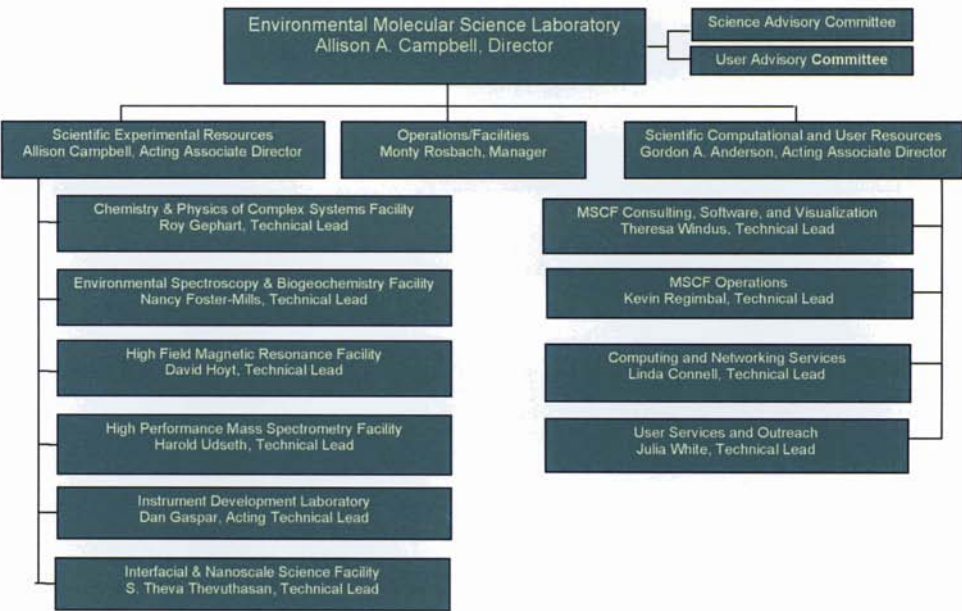 Environmental Molecular Science Laboratory
Allison A. Campbell, Director
Science Advisory Committee
User Advisory Committee
Scientific Experimental Resources
Allison Campbell, Acting Associate Director
Operations/Facilities
Monty Rosbach, Manager
Scientific Computational and User Resources
Gordon A. Anderson, Acting Associate Director
Chemistry & Physics of Complex Systems Facility
Roy Gephart, Technical Lead
Environmental Spectroscopy & Biogeochemistry Facility
Nancy Foster-Mills, Technical Lead
High Field Magnetic Resonance Facility
David Hoyt, Technical Lead
High Performance Mass Spectrometry Facility
Harold Udseth, Technical Lead
Instrument Development Laboratory
Dan Gaspar, Acting Technical Lead
Interfacial & Nanoscale Science Facility
S. Theva Thevuthasan, Technical Lead
MSCF Consulting, Software, and Visualization
Theresa Windus, Technical Lead
MSCF Operations
Kevin Regimbal, Technical Lead
Computing and Networking Services
Linda Connell, Technical Lead
User Services and Outreach
Julia White, Technical Lead